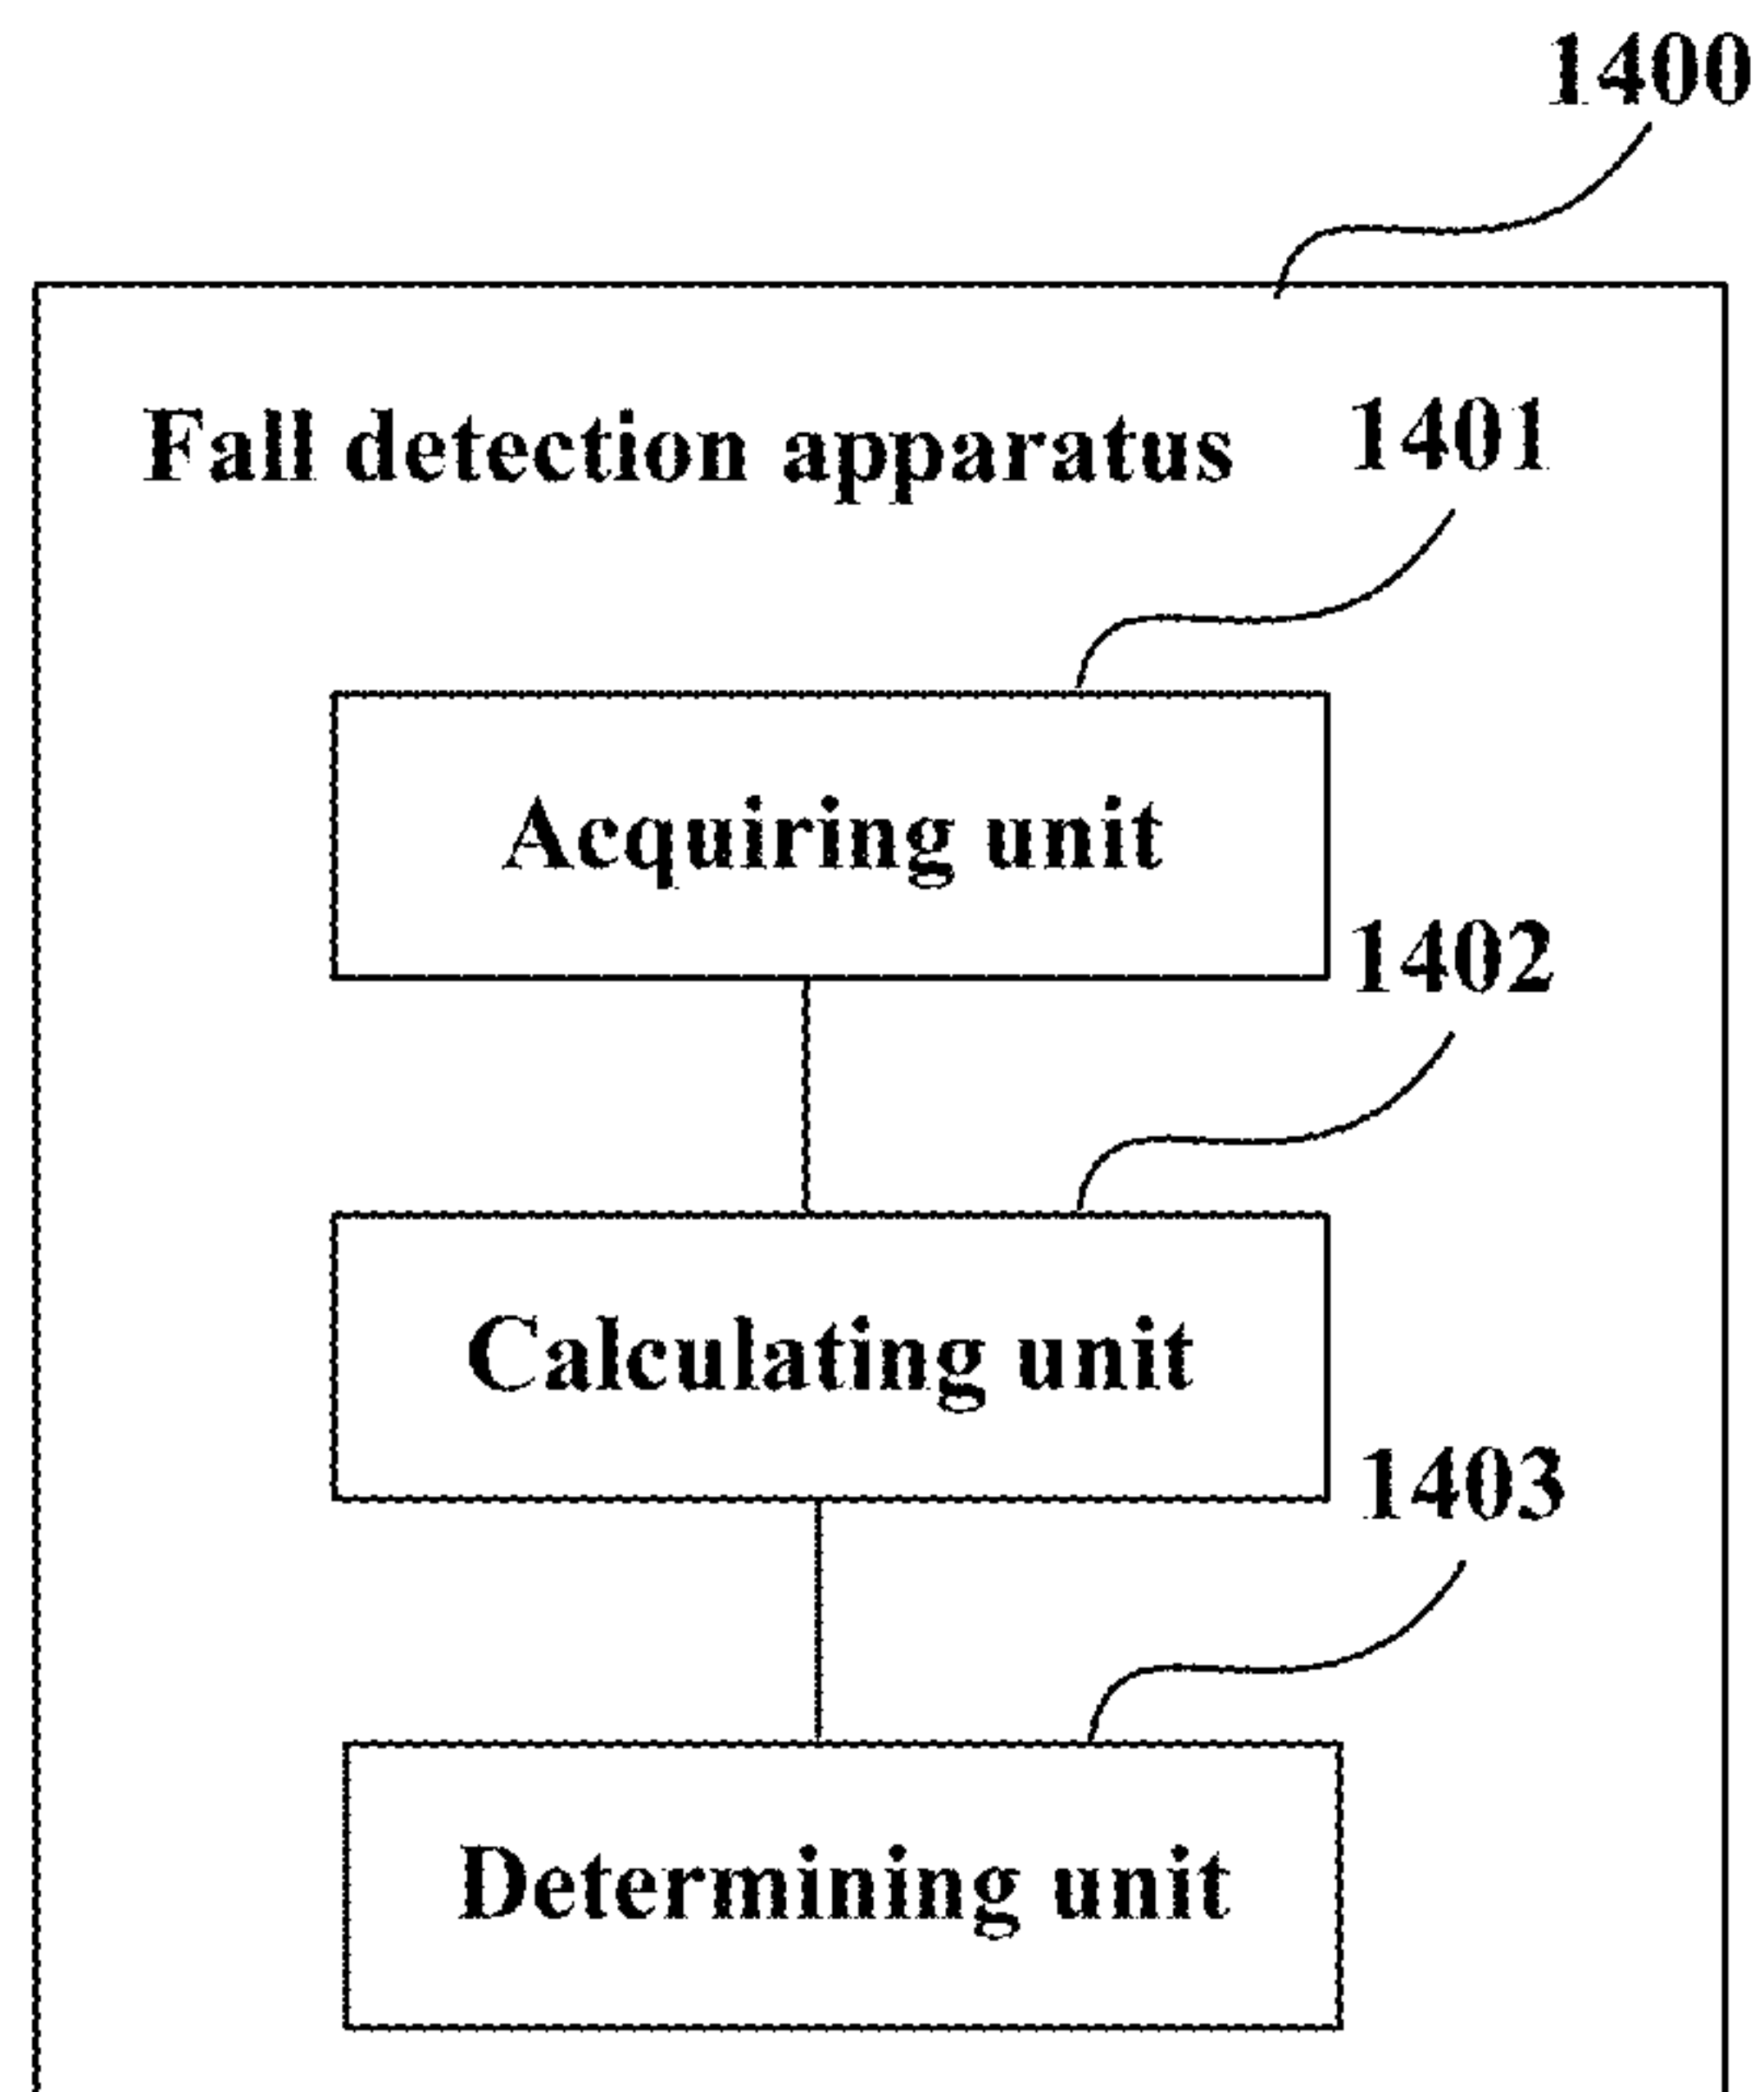 1400
Fall detection apparatus 1401
Acquiring unit
1402
Calculating unit
1403
Determining unit